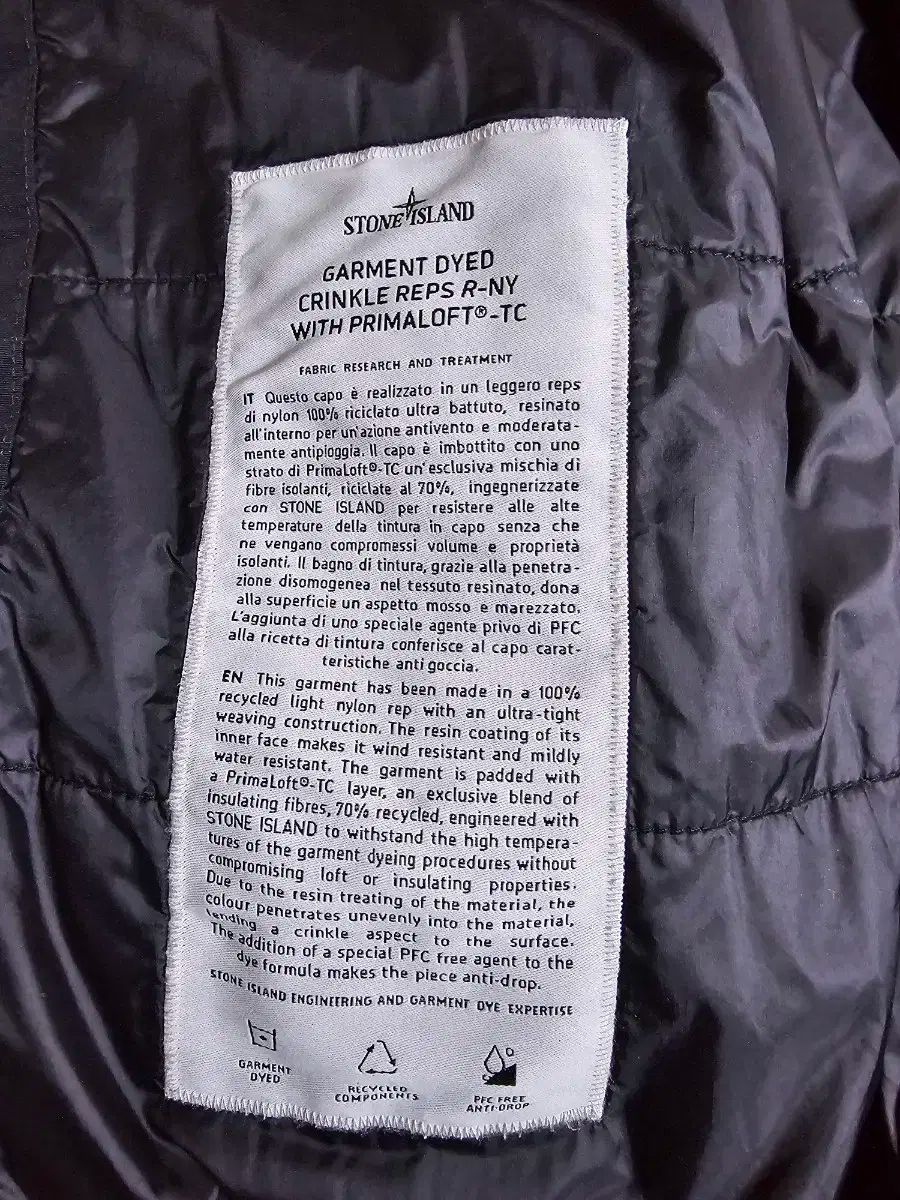 STONE ISLAND
GARMENT DYED
CRINKLE REPS R-NY
WITH PRIMALOFT®-TC
FABRIC RESEARCH AND TREATMENT
IT Questo capo è realizzato in un leggero reps
di nylon 100% riciclato ultra battuto, resinato
all'interno per un'azione antivento e moderata-
mente antipioggia. Il capo è imbottito con uno
strato di PrimaLoft®-TC un'esclusiva mischia di
fibre isolanti, riciclate al 70%, ingegnerizzate
con STONE ISLAND per resistere alle alte
temperature della tintura in capo senza che
ne vengano compromessi volume e proprietà
isolanti. Il bagno di tintura, grazie alla penetra-
zione disomogenea nel tessuto resinato, dona
alla superficie un aspetto mosso e marezzato.
L'aggiunta di uno speciale agente privo di PFC
alla ricetta di tintura conferisce al capo carat-
teristiche anti goccia.
EN This garment has been made in a 100%
recycled light nylon rep with an ultra-tight
weaving construction. The resin coating of its
inner face makes it wind resistant and mildly
water resistant. The garment is padded with
a PrimaLoft®-TC layer, an exclusive blend of
insulating fibres, 70% recycled, engineered with
STONE ISLAND to withstand the high tempera-
tures of the garment dyeing procedures without
compromising loft or insulating properties.
Due to the resin treating of the material, the
colour penetrates unevenly into the material,
lending a crinkle aspect to the surface.
The addition of a special PFC free agent to the
dye formula makes the piece anti-drop.
STONE ISLAND ENGINEERING AND GARMENT DYE EXPERTISE
GARMENT
DYED
RECYCLED
COMPONENTS
PFC FREE
ANTI-DROP